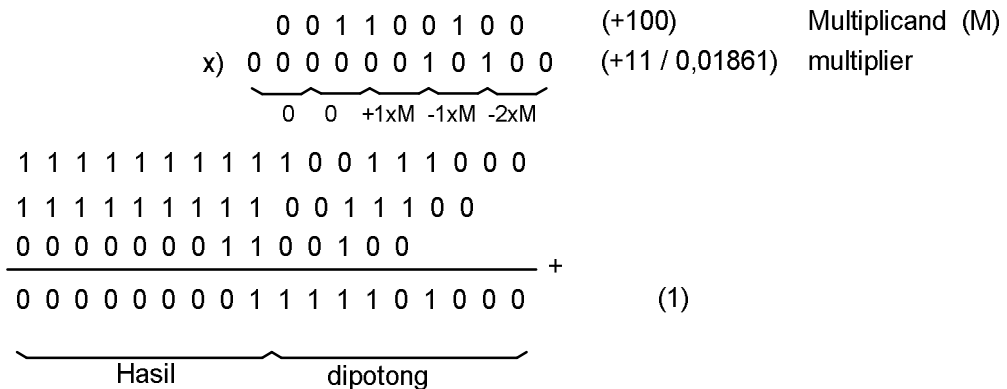 0 0 1 1 0 0 1 0 0 (+100) Multiplicand (M)
x) 0 0 0 0 0 0 1 0 1 0 0 (+11 / 0,01861) multiplier
0 0 +1xM -1xM -2xM
1 1 1 1 1 1 1 1 1 1 0 0 1 1 1 0 0 0
1 1 1 1 1 1 1 1 1 0 0 1 1 1 0 0
0 0 0 0 0 0 0 1 1 0 0 1 0 0
+
0 0 0 0 0 0 0 0 1 1 1 1 1 0 1 0 0 0 (1)
Hasil dipotong